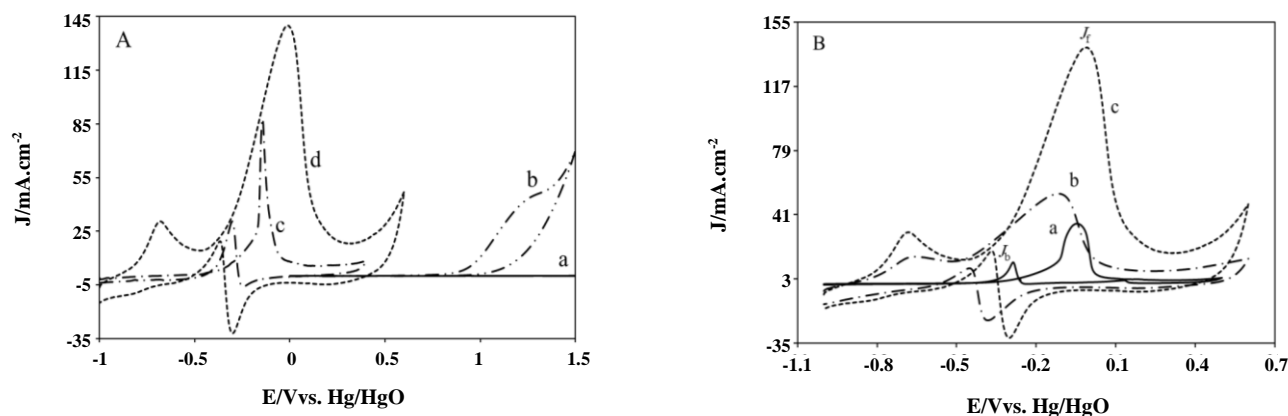 A
J/mA.cm-2
145
115
85
55
25
-5
-35
-1
-0.5
0
0.5
1
1.5
a
b
c
d
E/Vvs. Hg/HgO
B
J/mA.cm-2
155
117
79
41
3
-35
-1.1
-0.8
-0.5
-0.2
0.1
0.4
0.7
Jf
c
b
a
Jb
E/Vvs. Hg/HgO